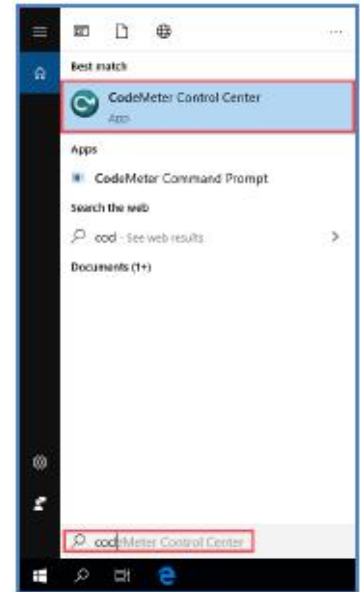 Best match
CodeMeter Control Center
App
Apps
CodeMeter Command Prompt
Search the web
cod - See web results
Documents (1+)
codeMeter Control Center